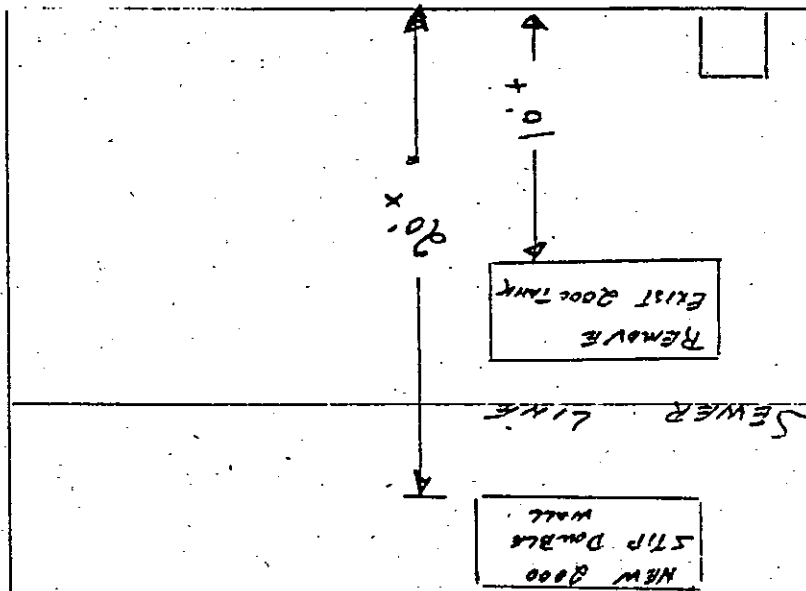 NEW 2000
STIP DOUBLE
WALL
SEWER LINE
REMOVE
EXIST 2000 TANK
20' x
10' +